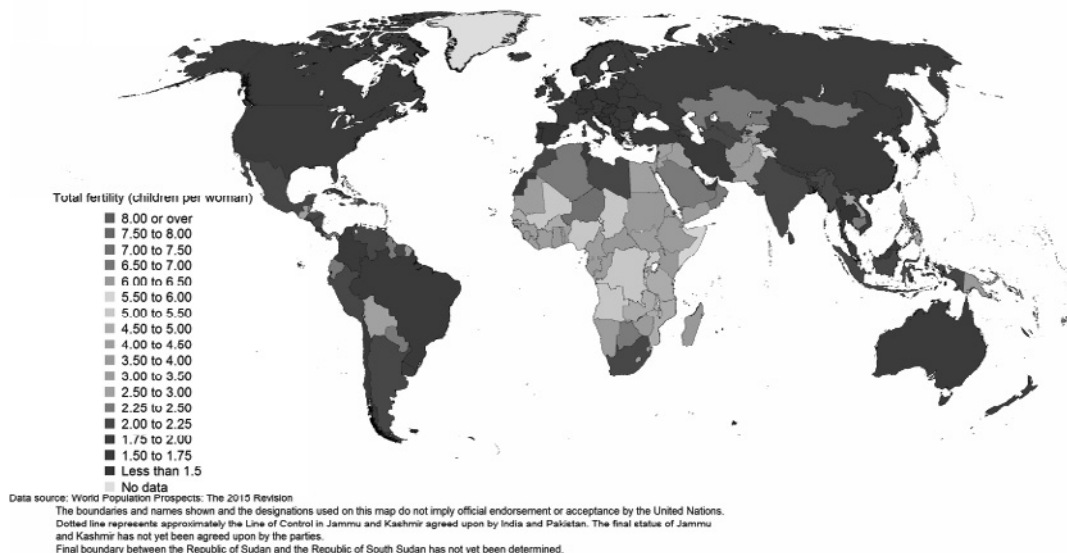 Total fertility (children per woman)
8.00 or over
7.50 to 8.00
7.00 to 7.50
6.50 to 7.00
6.00 to 6.50
5.50 to 6.00
5.00 to 5.50
4.50 to 5.00
4.00 to 4.50
3.50 to 4.00
3.00 to 3.50
2.50 to 3.00
2.25 to 2.50
2.00 to 2.25
1.75 to 2.00
1.50 to 1.75
Less than 1.5
No data
Data source: World Population Prospects: The 2015 Revision
The boundaries and names shown and the designations used on this map do not imply official endorsement or acceptance by the United Nations.
Dotted line represents approximately the Line of Control in Jammu and Kashmir agreed upon by India and Pakistan. The final status of Jammu
and Kashmir has not yet been agreed upon by the parties.
Final boundary between the Republic of Sudan and the Republic of South Sudan has not yet been determined.